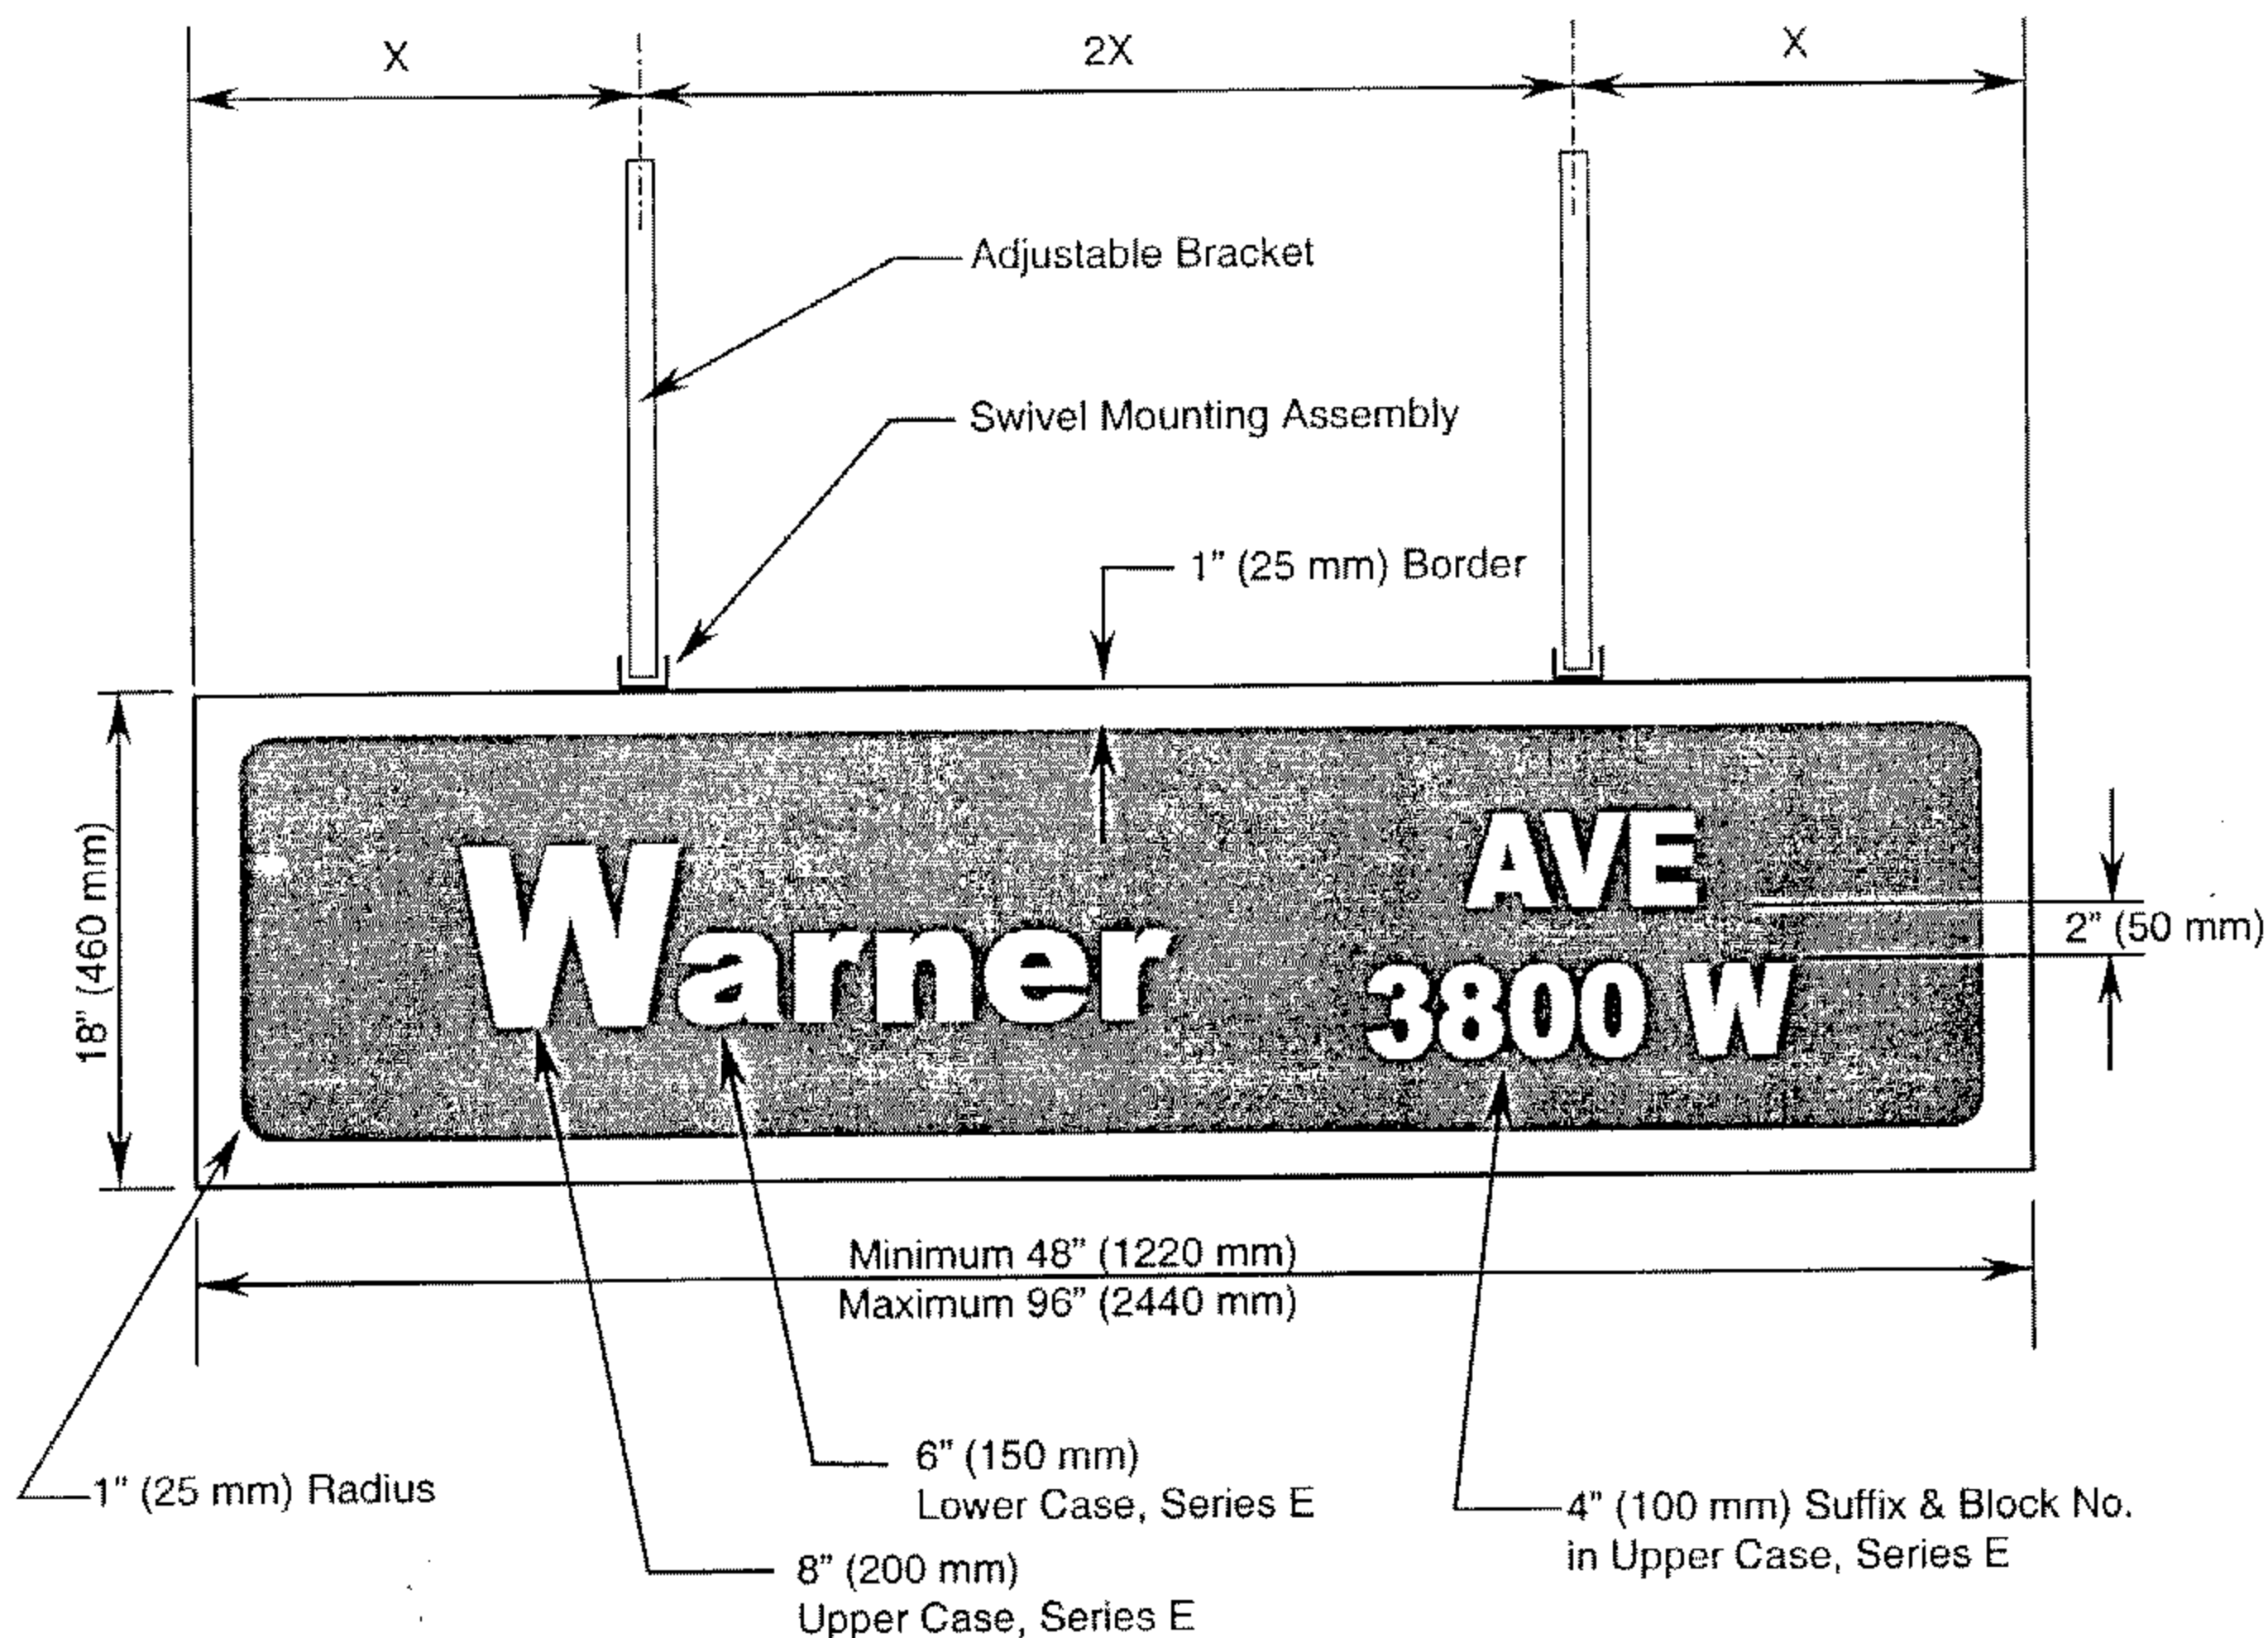 X
2X
X
Adjustable Bracket
Swivel Mounting Assembly
1” (25 mm) Border
18” (460 mm)
Warner
AVE
3800 W
2” (50 mm)
Minimum 48” (1220 mm)
Maximum 96” (2440 mm)
1” (25 mm) Radius
6” (150 mm)
Lower Case, Series E
8” (200 mm)
Upper Case, Series E
4” (100 mm) Suffix & Block No.
in Upper Case, Series E